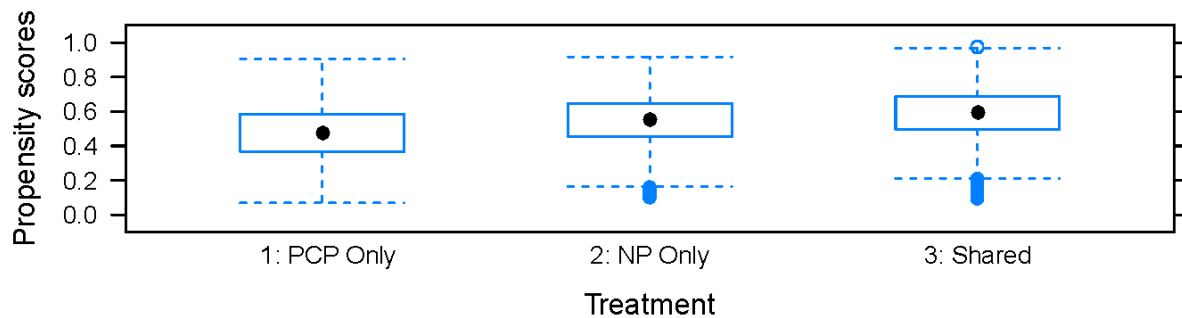 Propensity scores
1.0
0.8
0.6
0.4
0.2
0.0
1: PCP Only
2: NP Only
3: Shared
Treatment